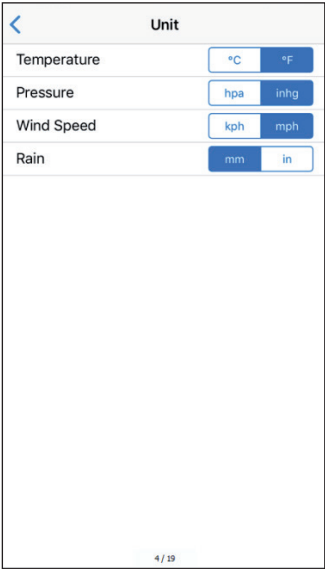 Unit
Temperature °C °F
Pressure hpa inhg
Wind Speed kph mph
Rain mm in
4 / 19